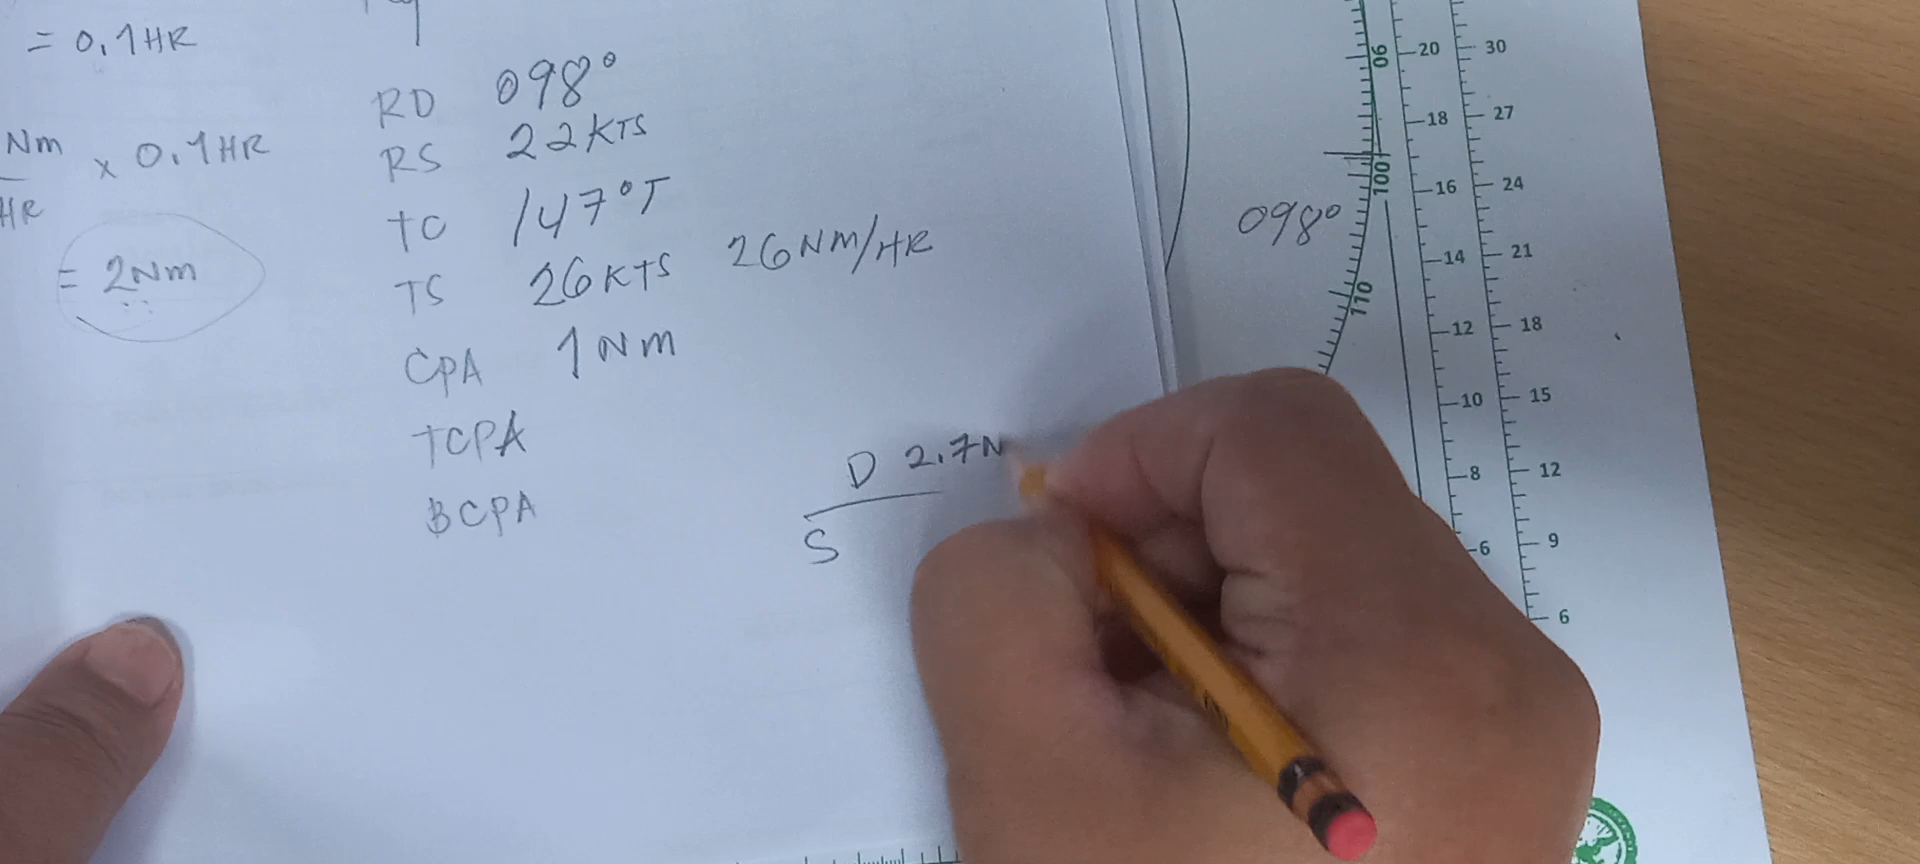 = 0.1HR
Nm
HR
x 0.1HR
= 2Nm
RD 098°
RS 22KTS
TC 147°T
TS 26KTS 26NM/HR
CPA 1Nm
TCPA
BCPA
D 2.7N
S
098°
90
100
110
20
18
16
14
12
10
8
6
30
27
24
21
18
15
12
9
6